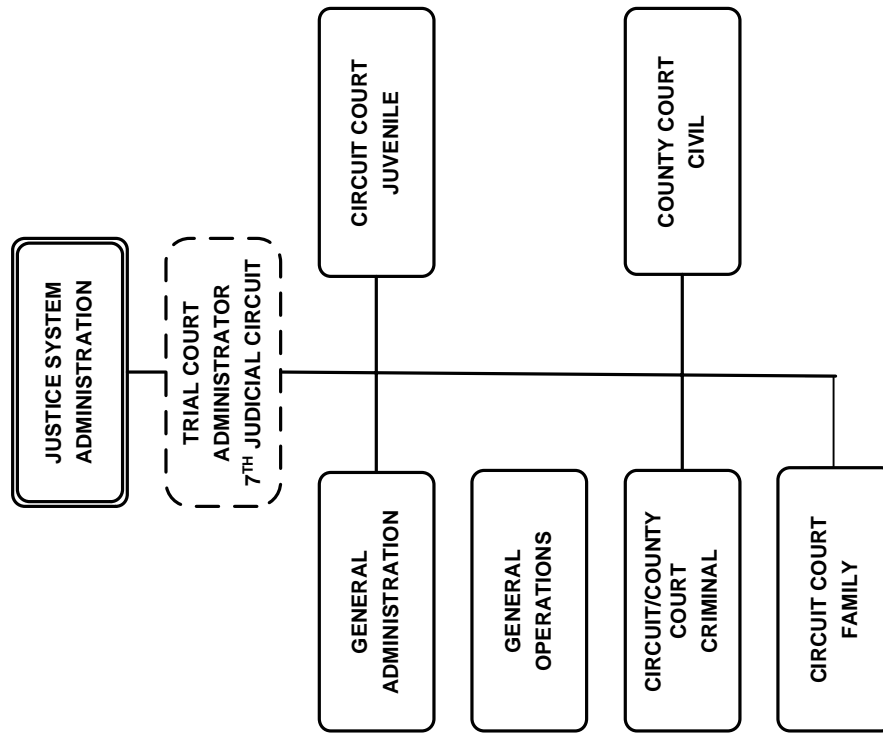 JUSTICE SYSTEM
ADMINISTRATION
TRIAL COURT
ADMINISTRATOR
7TH JUDICIAL CIRCUIT
GENERAL
ADMINISTRATION
CIRCUIT COURT
JUVENILE
GENERAL
OPERATIONS
CIRCUIT/COUNTY
COURT
CRIMINAL
COUNTY COURT
CIVIL
CIRCUIT COURT
FAMILY